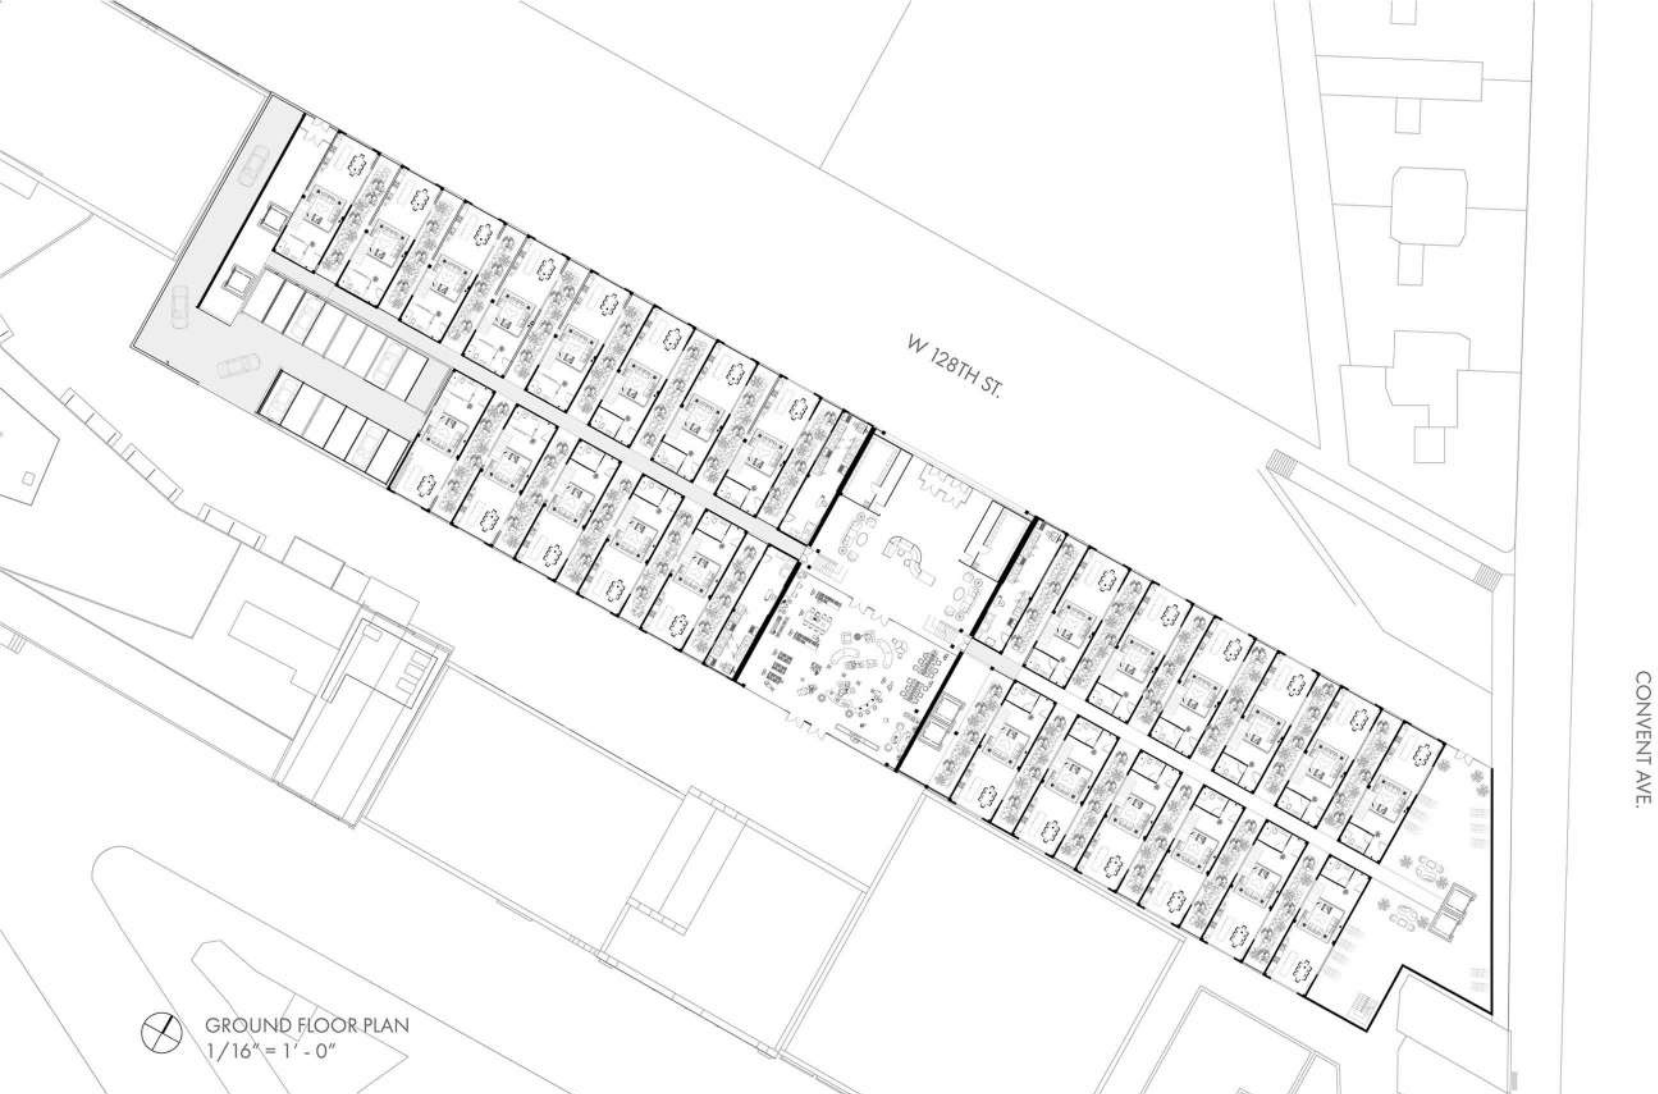 W 128TH ST.
CONVENT AVE.
GROUND FLOOR PLAN
1/16" = 1' - 0"